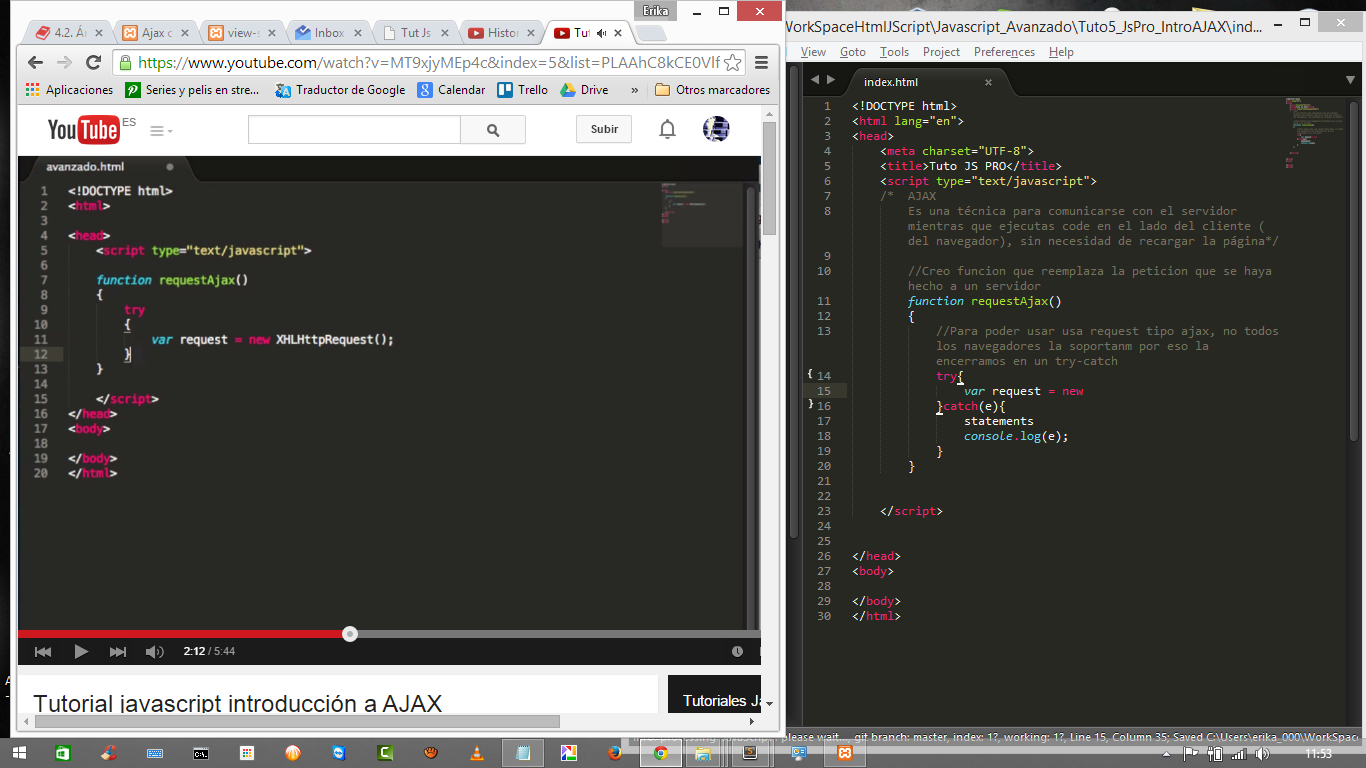 Erika
4.2. Á
Ajax c
view-s
Inbox
Tut Js
Histor
Tut
https://www.youtube.com/watch?v=MT9xjyMEp4c&index=5&list=PLAAhC8kCE0Vlf
Aplicaciones
Series y pelis en stre...
Traductor de Google
Calendar
Trello
Drive
»
Otros marcadores
YouTube ES
Subir
avanzado.html
1 <!DOCTYPE html>
2 <html>
3
4 <head>
5 <script type="text/javascript">
6
7 function requestAjax()
8 {
9 try
10 {
11 var request = new XHLHttpRequest();
12 }
13 }
14
15 </script>
16 </head>
17 <body>
18
19 </body>
20 </html>
2:12 / 5:44
Tutorial javascript introducción a AJAX
Tutoriales Ja
WorkSpaceHtmlJScript\Javascript_Avanzado\Tuto5_JsPro_IntroAJAX\ind...
View Goto Tools Project Preferences Help
index.html
1 <!DOCTYPE html>
2 <html lang="en">
3 <head>
4 <meta charset="UTF-8">
5 <title>Tuto JS PRO</title>
6 <script type="text/javascript">
7 /* AJAX
8 Es una técnica para comunicarse con el servidor
mientras que ejecutas code en el lado del cliente (
del navegador), sin necesidad de recargar la página*/
9
10 //Creo funcion que reemplaza la peticion que se haya
hecho a un servidor
11 function requestAjax()
12 {
13 //Para poder usar usa request tipo ajax, no todos
los navegadores la soportanm por eso la
encerramos en un try-catch
14 try{
15 var request = new
16 }catch(e){
17 statements
18 console.log(e);
19 }
20 }
21
22
23 </script>
24
25
26 </head>
27 <body>
28
29 </body>
30 </html>
please wait..., git branch: master, index: 1?, working: 1?, Line 15, Column 35; Saved C:\Users\erika_000\WorkSpace
11:53